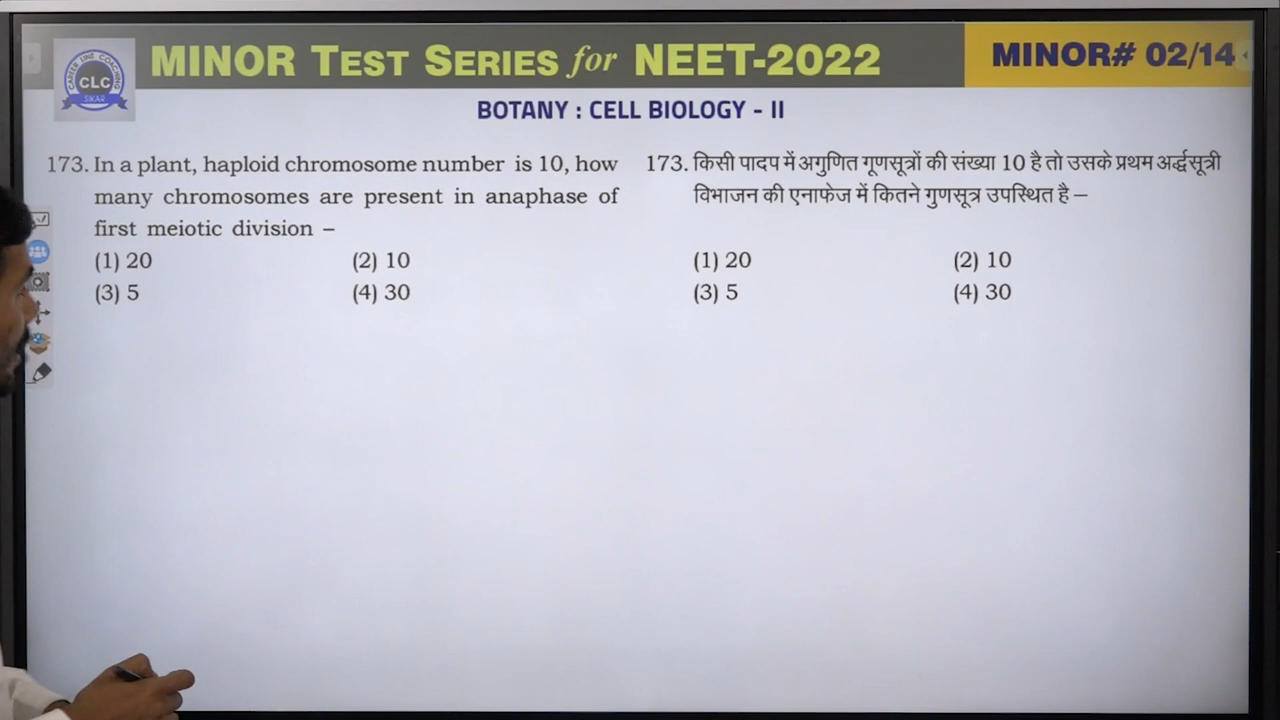 MINOR TEST SERIES for NEET-2022
MINOR# 02/14
CAREER LINE COACHING
CLC
SIKAR
BOTANY : CELL BIOLOGY - II
173. In a plant, haploid chromosome number is 10, how
many chromosomes are present in anaphase of
first meiotic division –
(1) 20 (2) 10
(3) 5 (4) 30
173. किसी पादप में अगुणित गूणसूत्रों की संख्या 10 है तो उसके प्रथम अर्द्धसूत्री
विभाजन की एनाफेज में कितने गुणसूत्र उपस्थित है –
(1) 20 (2) 10
(3) 5 (4) 30